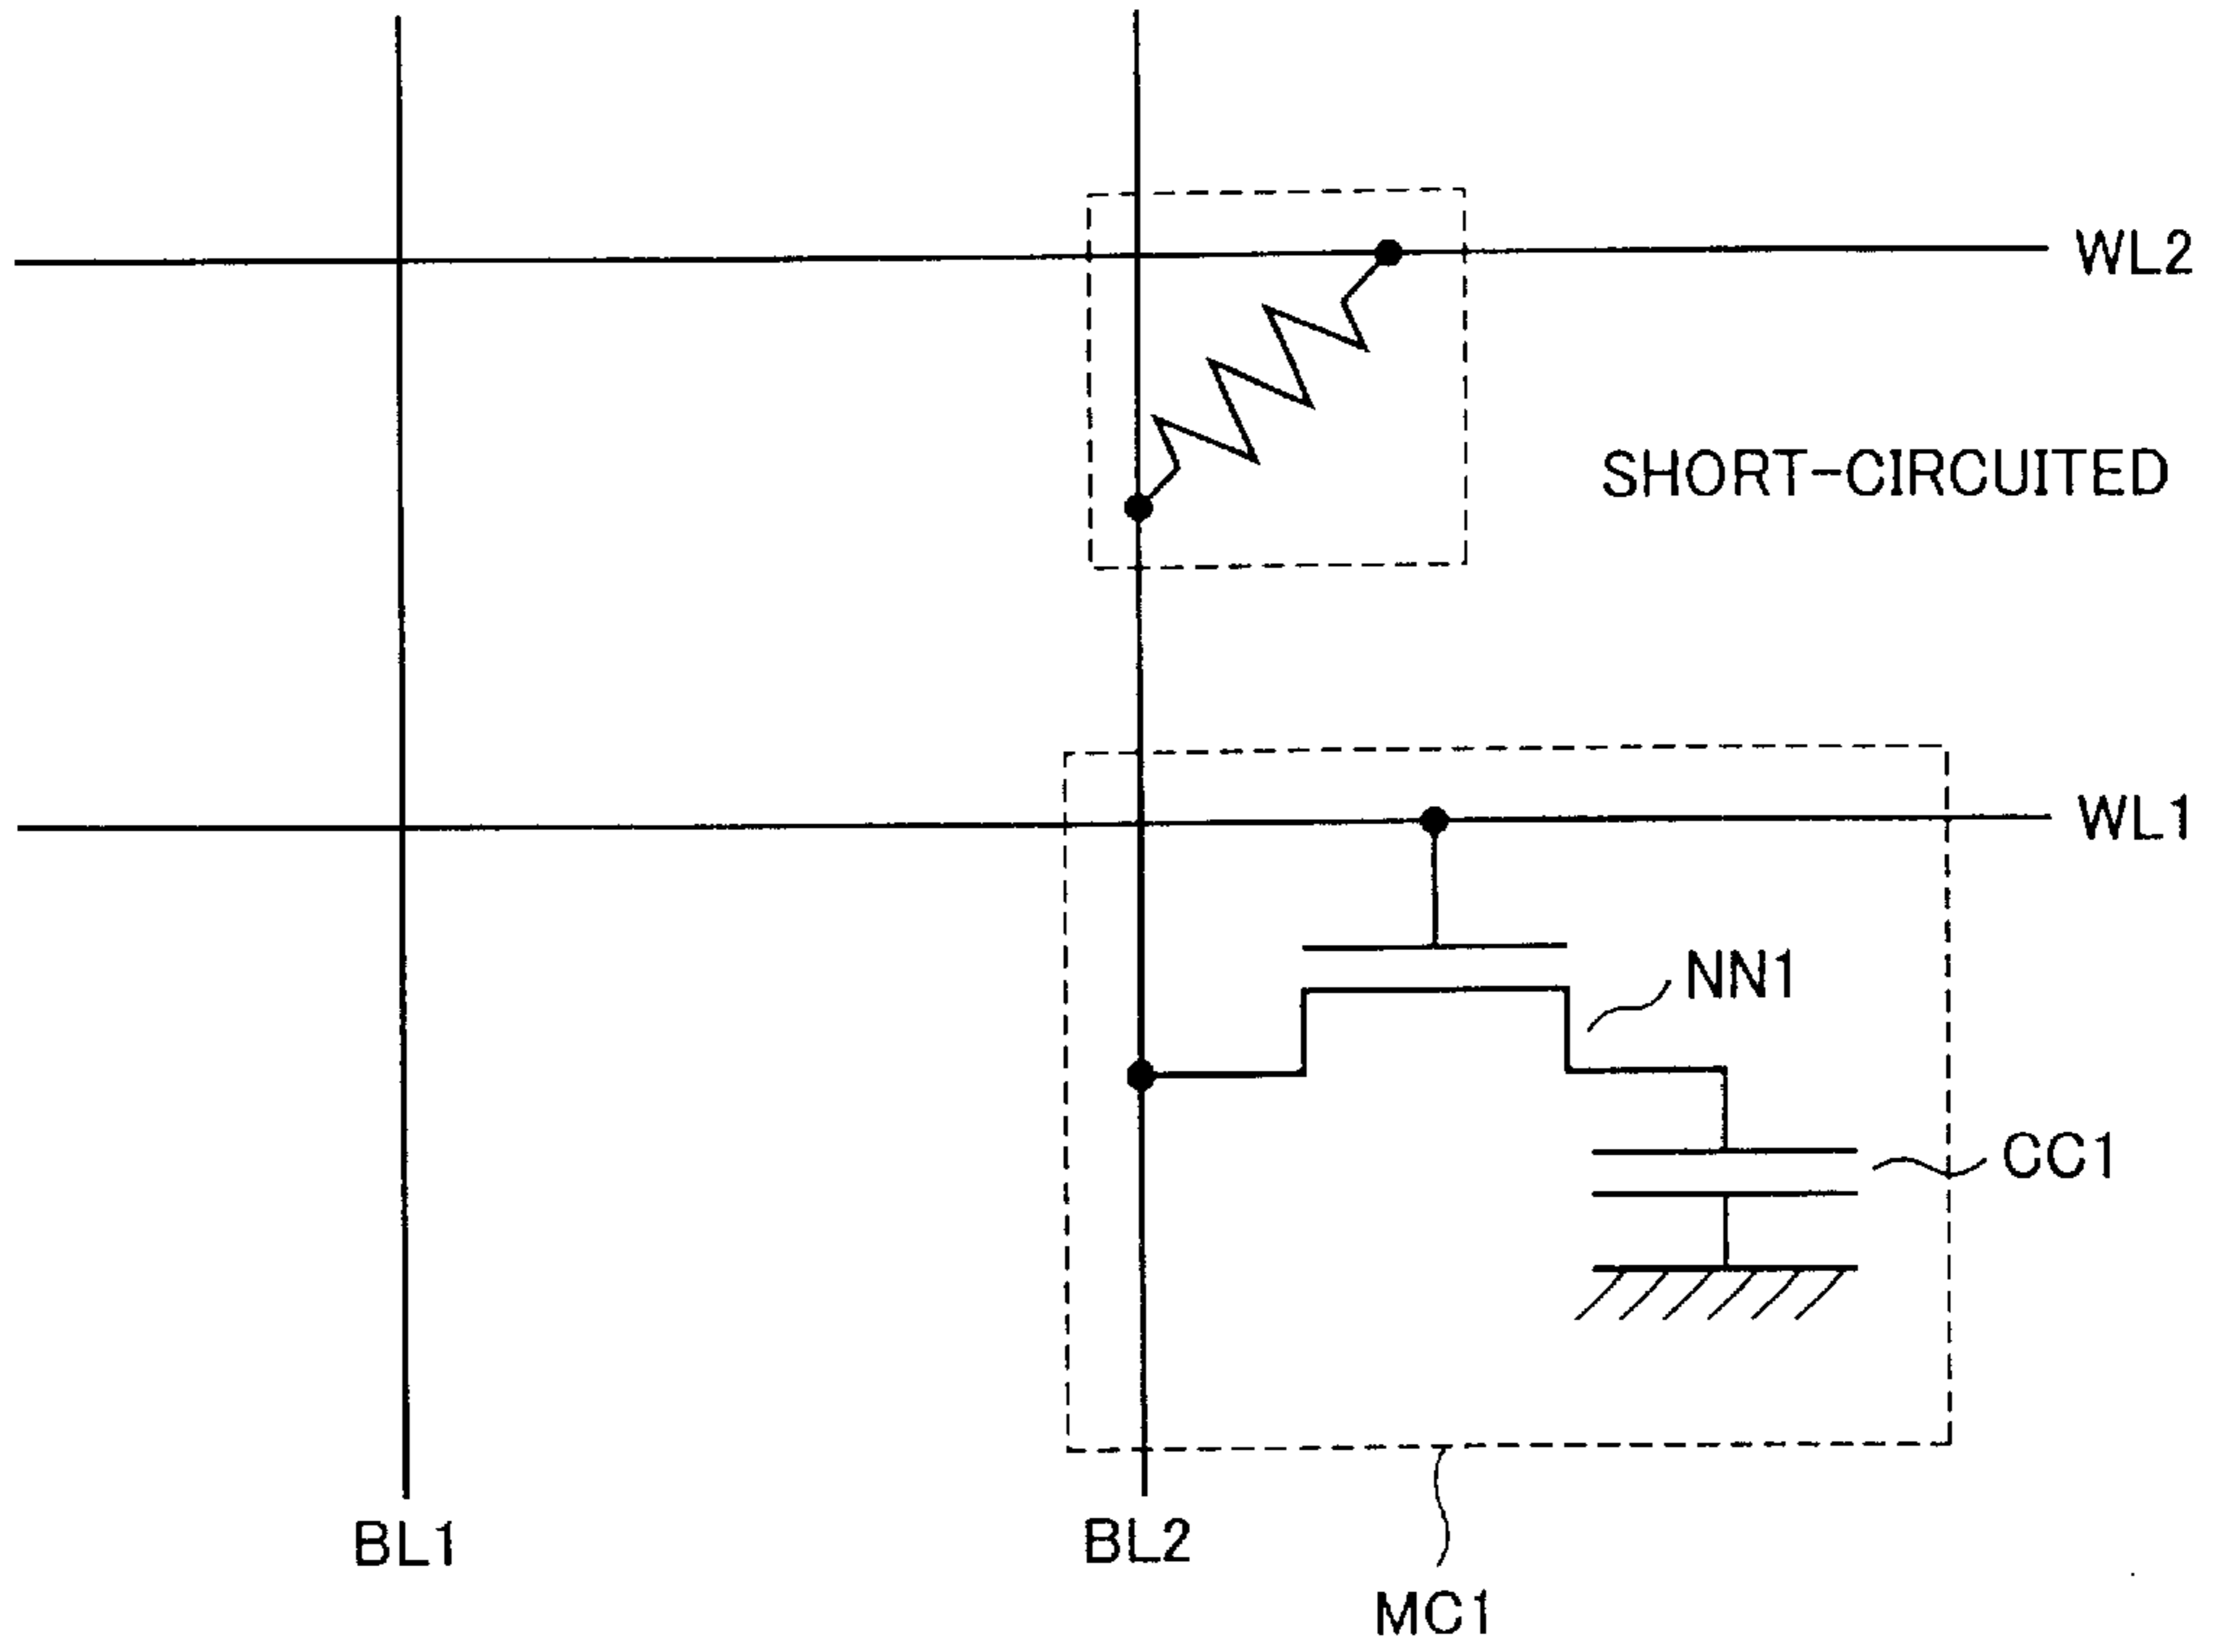 WL2
SHORT-CIRCUITED
WL1
NN1
CC1
BL1
BL2
MC1